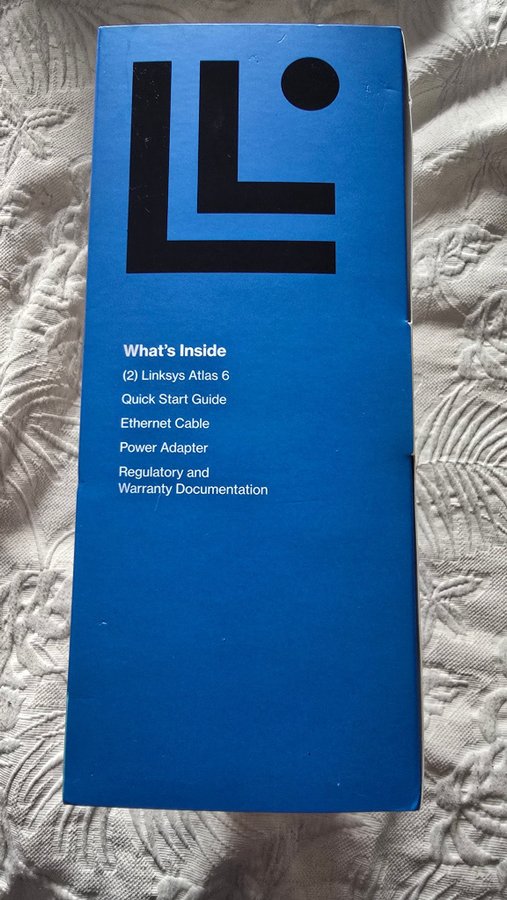 What's Inside
(2) Linksys Atlas 6
Quick Start Guide
Ethernet Cable
Power Adapter
Regulatory and
Warranty Documentation